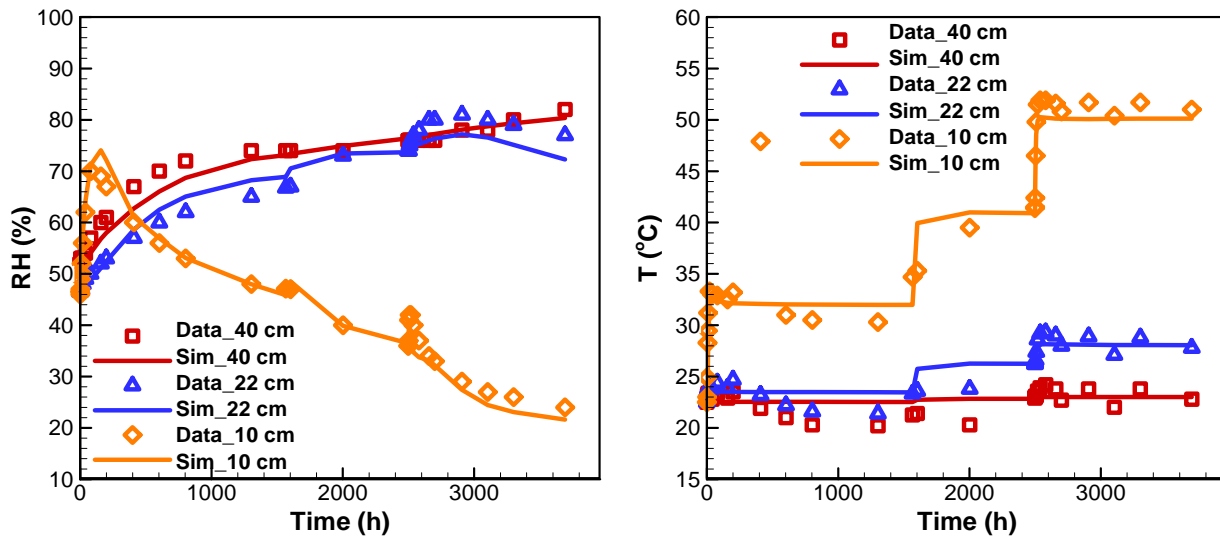 100
90
80
70
60
50
40
30
20
10
RH (%)
Data_40 cm
Sim_40 cm
Data_22 cm
Sim_22 cm
Data_10 cm
Sim_10 cm
0 1000 2000 3000
Time (h)
60
55
50
45
40
35
30
25
20
15
T (°C)
Data_40 cm
Sim_40 cm
Data_22 cm
Sim_22 cm
Data_10 cm
Sim_10 cm
0 1000 2000 3000
Time (h)